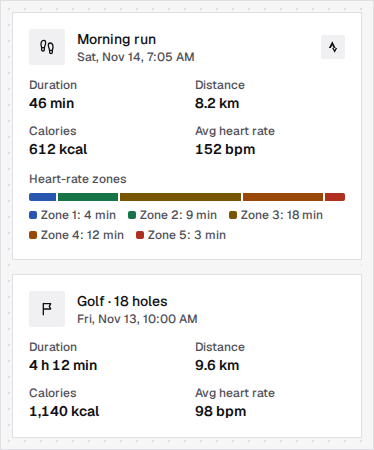 Morning run
Sat, Nov 14, 7:05 AM
Duration
46 min
Distance
8.2 km
Calories
612 kcal
Avg heart rate
152 bpm
Heart-rate zones
Zone 1: 4 min
Zone 2: 9 min
Zone 3: 18 min
Zone 4: 12 min
Zone 5: 3 min
Golf · 18 holes
Fri, Nov 13, 10:00 AM
Duration
4 h 12 min
Distance
9.6 km
Calories
1,140 kcal
Avg heart rate
98 bpm